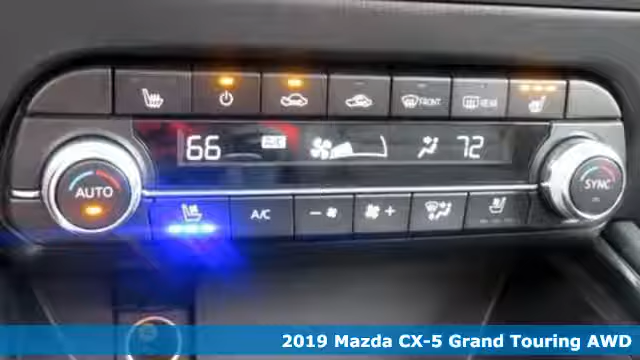 FRONT REAR
66 A/C 72
AUTO SYNC
A/C - +
2019 Mazda CX-5 Grand Touring AWD